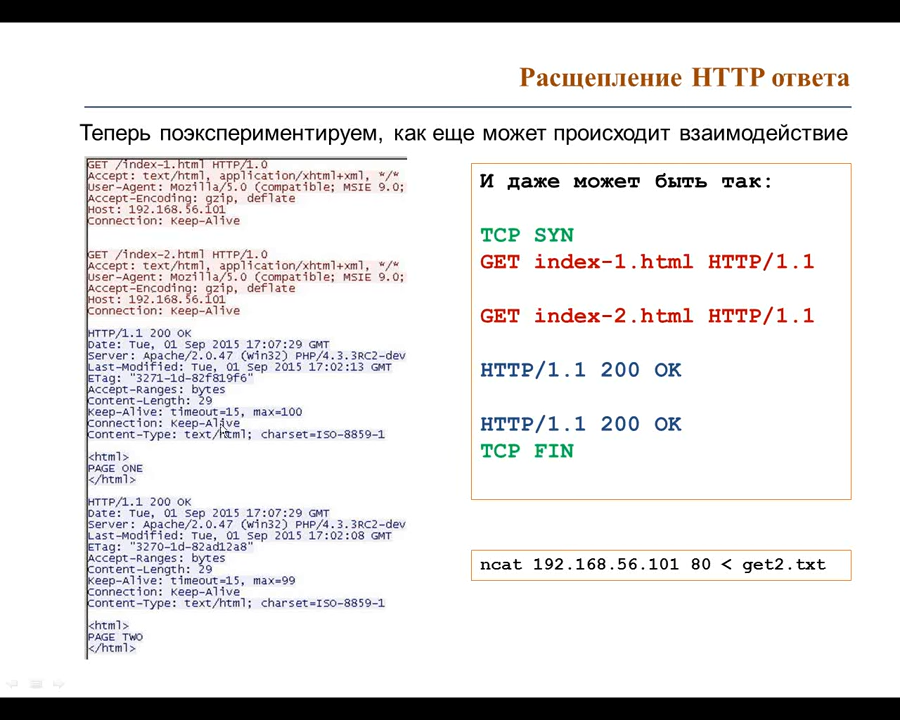 Расщепление HTTP ответа
Теперь поэкспериментируем, как еще может происходит взаимодействие
GET /index-1.html HTTP/1.0
Accept: text/html, application/xhtml+xml, */*
User-Agent: Mozilla/5.0 (compatible; MSIE 9.0;
Accept-Encoding: gzip, deflate
Host: 192.168.56.101
Connection: Keep-Alive
GET /index-2.html HTTP/1.0
Accept: text/html, application/xhtml+xml, */*
User-Agent: Mozilla/5.0 (compatible; MSIE 9.0;
Accept-Encoding: gzip, deflate
Host: 192.168.56.101
Connection: Keep-Alive
HTTP/1.1 200 OK
Date: Tue, 01 Sep 2015 17:07:29 GMT
Server: Apache/2.0.47 (Win32) PHP/4.3.3RC2-dev
Last-Modified: Tue, 01 Sep 2015 17:02:13 GMT
ETag: "3271-1d-82f819f6"
Accept-Ranges: bytes
Content-Length: 29
Keep-Alive: timeout=15, max=100
Connection: Keep-Alive
Content-Type: text/html; charset=ISO-8859-1
<html>
PAGE ONE
</html>
HTTP/1.1 200 OK
Date: Tue, 01 Sep 2015 17:07:29 GMT
Server: Apache/2.0.47 (Win32) PHP/4.3.3RC2-dev
Last-Modified: Tue, 01 Sep 2015 17:02:08 GMT
ETag: "3270-1d-82ad12a8"
Accept-Ranges: bytes
Content-Length: 29
Keep-Alive: timeout=15, max=99
Connection: Keep-Alive
Content-Type: text/html; charset=ISO-8859-1
<html>
PAGE TWO
</html>
И даже может быть так:
TCP SYN
GET index-1.html HTTP/1.1
GET index-2.html HTTP/1.1
HTTP/1.1 200 OK
HTTP/1.1 200 OK
TCP FIN
ncat 192.168.56.101 80 < get2.txt